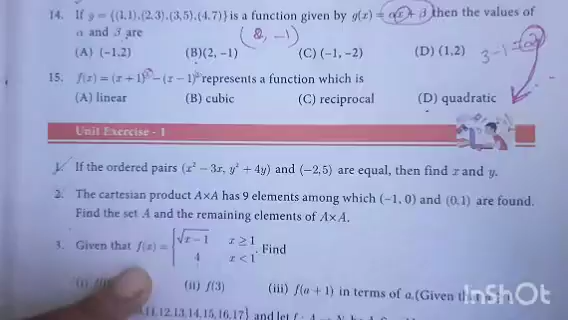 14. If g = {(1,1),(2,3),(3,5),(4,7)} is a function given by g(x) = αx + β then the values of
α and β are
(2, -1)
(A) (-1,2) (B)(2, -1) (C) (-1, -2) (D) (1,2)
3-1
15. f(x) = (x + 1)³ - (x - 1)³ represents a function which is
(A) linear (B) cubic (C) reciprocal (D) quadratic
Unit Exercise - 1
1. If the ordered pairs (x² - 3x, y² + 4y) and (-2,5) are equal, then find x and y.
2. The cartesian product A×A has 9 elements among which (-1, 0) and (0,1) are found.
Find the set A and the remaining elements of A×A.
3. Given that f(x) = { √x-1 x ≥ 1
4 x < 1 . Find
(ii) f(3) (iii) f(a + 1) in terms of a.(Given
11,12,13,14,15,16,17} and let f : A
InShOt